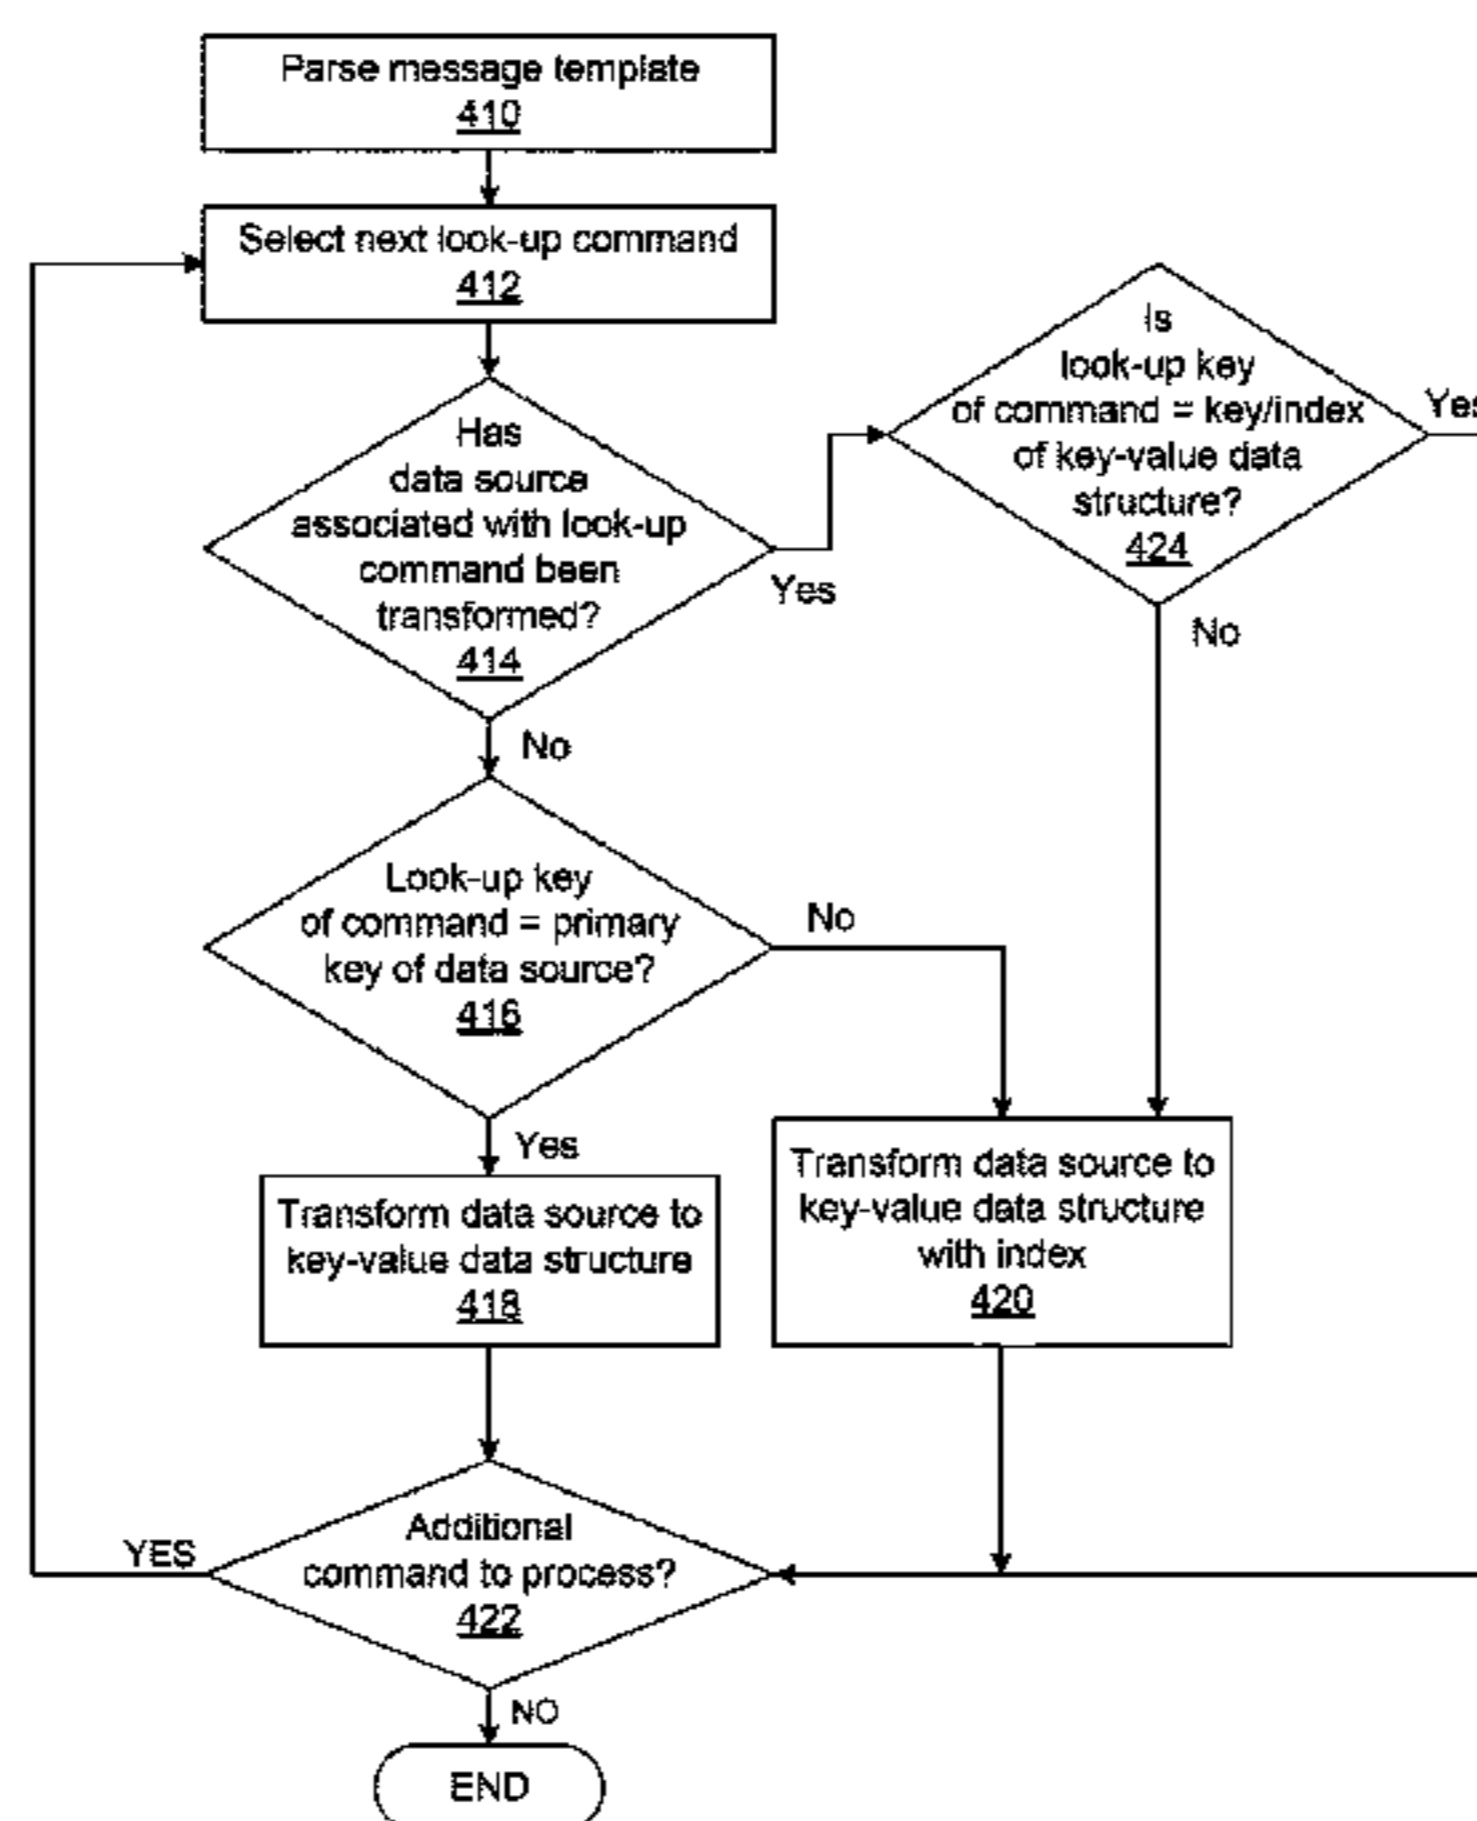 Parse message template
410
Select next look-up command
412
Has
data source
associated with look-up
command been
transformed?
414
Yes
No
Is
look-up key
of command = key/index
of key-value data
structure?
424
Yes
No
Look-up key
of command = primary
key of data source?
416
No
Yes
Transform data source to
key-value data structure
418
Transform data source to
key-value data structure
with index
420
Additional
command to process?
422
YES
NO
END